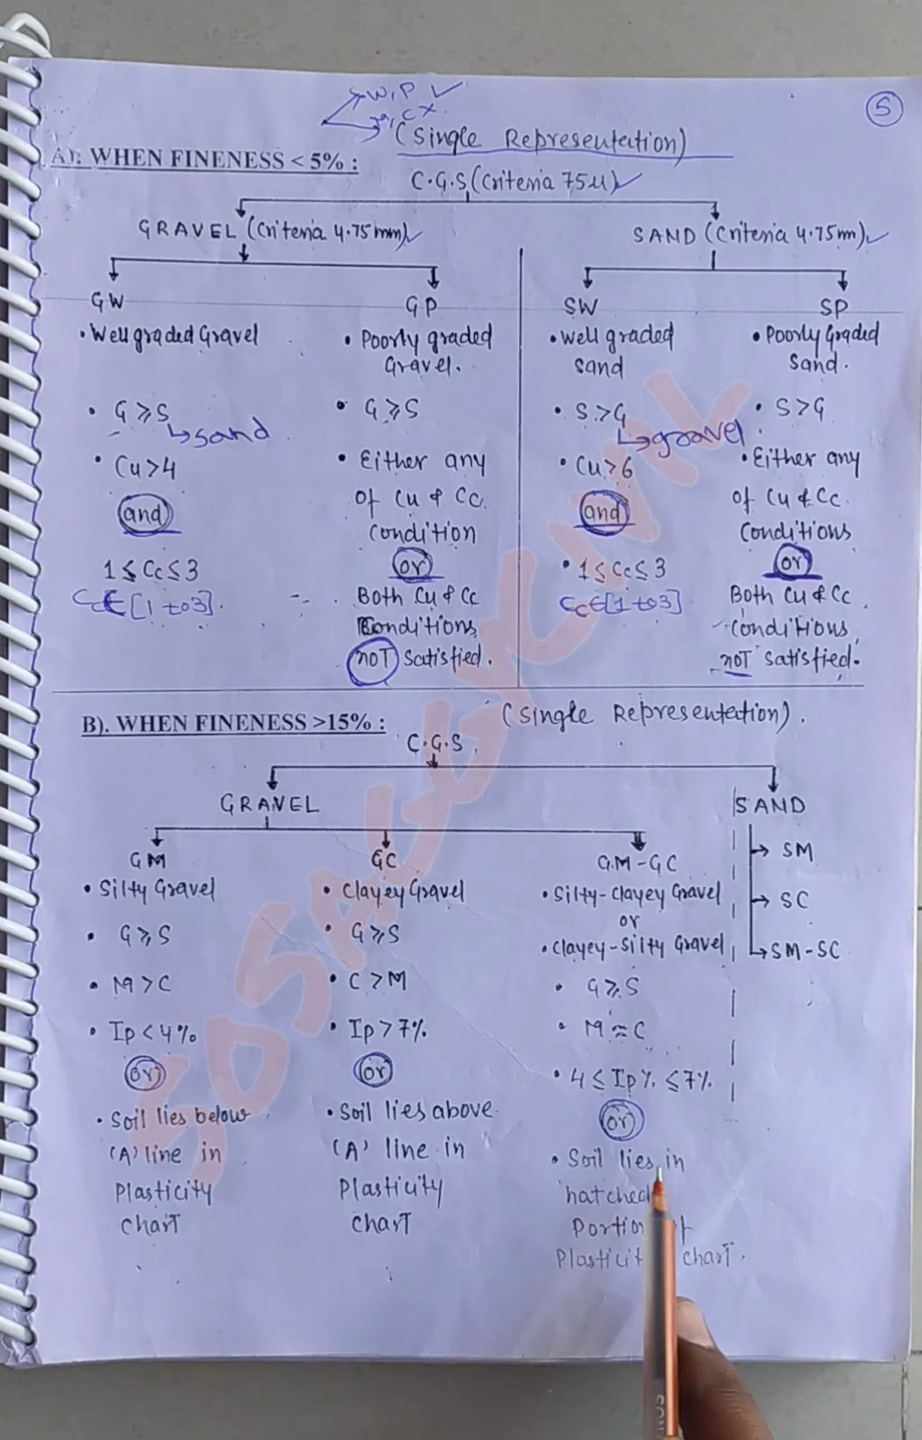 W, P ✓
M, C X.
5
(Single Representation)
A): WHEN FINENESS < 5% :
C.G.S (Criteria 75μ) ✓
GRAVEL (Criteria 4.75mm) ✓
SAND (Criteria 4.75m) ✓
GW
• Well graded Gravel
• G ≥ S
↳ sand
• Cu > 4
(and)
1 ≤ Cc ≤ 3
Cc ∈ [1 to 3].
GP
• Poorly graded
Gravel.
• G ≥ S
• Either any
of Cu & Cc
Condition
(or)
Both Cu & Cc
Conditions
noT Satisfied.
SW
• Well graded
Sand
• S > G
↳ gravel
• Cu > 6
(and)
• 1 ≤ Cc ≤ 3
Cc ∈ [1 to 3]
SP
• Poorly Graded
Sand.
• S > G
• Either any
of Cu & Cc
Conditions
(or)
Both Cu & Cc
Conditions
noT satisfied.
B). WHEN FINENESS >15% :
(Single Representation).
C.G.S
GRAVEL
SAND
GM
• Silty Gravel
• G ≥ S
• M > C
• Ip < 4%
(or)
• Soil lies below
(A) line in
Plasticity
charT
GC
• Clayey Gravel
• G ≥ S
• C > M
• Ip > 7%
(or)
• Soil lies above
(A) line in
Plasticity
charT
GM-GC
• Silty-Clayey Gravel
or
• Clayey-Silty Gravel
• G ≥ S
• M ≈ C
• 4 ≤ Ip% ≤ 7%
(or)
• Soil lies in
hatched
Portion
Plasticity charT.
→ SM
→ SC
→ SM-SC